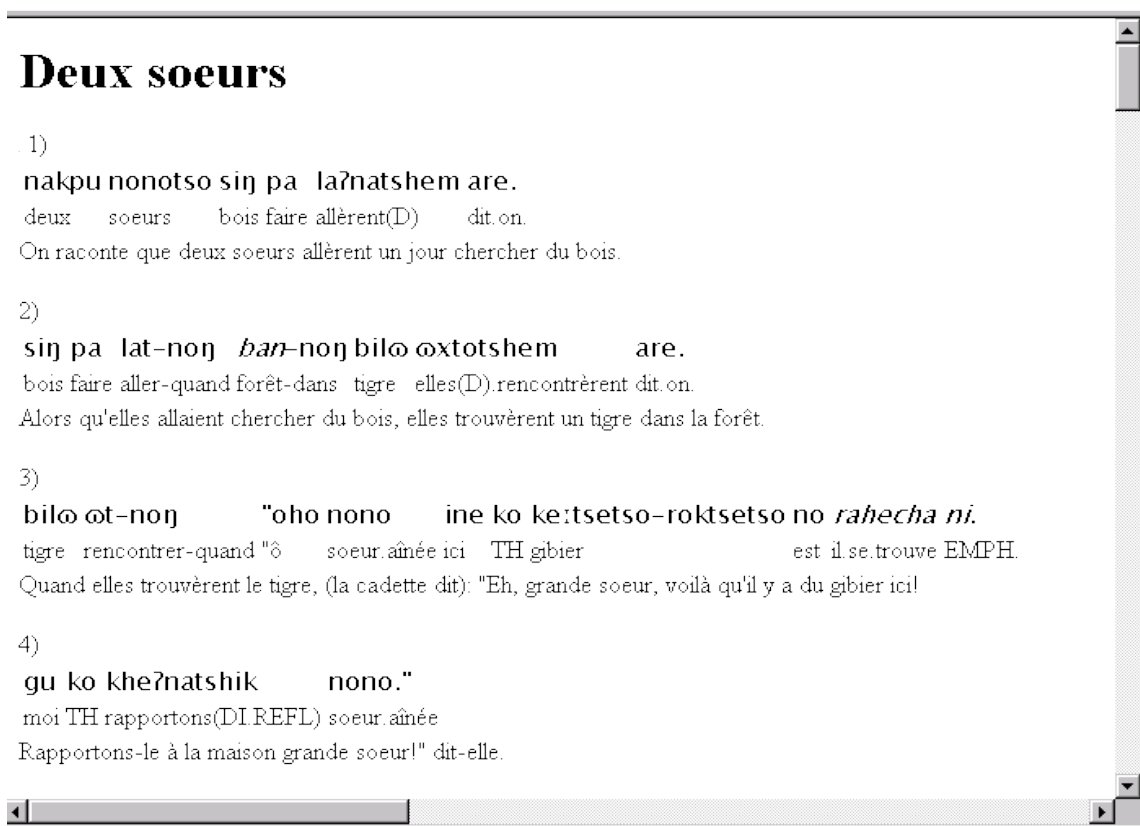 Deux soeurs
1)
nakpu nonotso siŋ pa laʔnatshem are.
deux soeurs bois faire allèrent(D) dit.on.
On raconte que deux soeurs allèrent un jour chercher du bois.
2)
siŋ pa lat-noŋ ban-noŋ bilɷ ɷxtotshem are.
bois faire aller-quand forêt-dans tigre elles(D).rencontrèrent dit.on.
Alors qu'elles allaient chercher du bois, elles trouvèrent un tigre dans la forêt.
3)
bilɷ ɷt-noŋ "oho nono ine ko keːtsetso-roktsetso no rahecha ni.
tigre rencontrer-quand "ô soeur.aînée ici TH gibier est il.se.trouve EMPH.
Quand elles trouvèrent le tigre, (la cadette dit): "Eh, grande soeur, voilà qu'il y a du gibier ici!
4)
gu ko kheʔnatshik nono."
moi TH rapportons(DI.REFL) soeur.aînée
Rapportons-le à la maison grande soeur!" dit-elle.